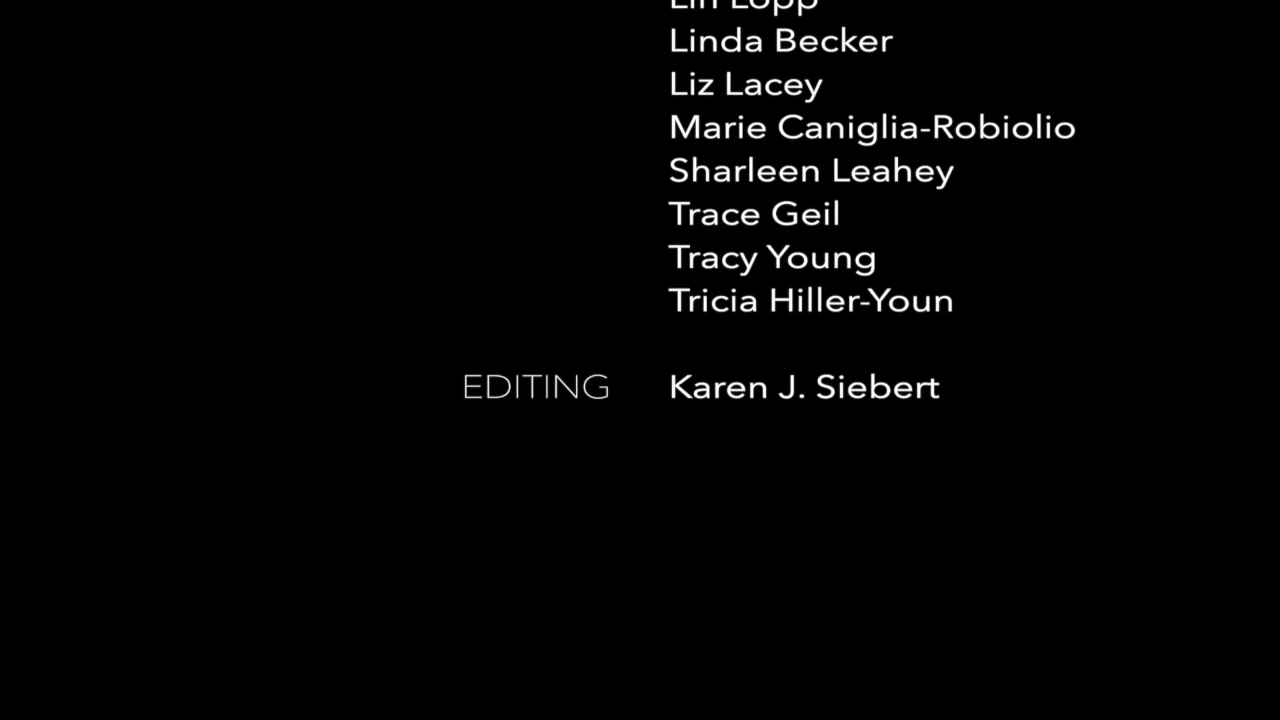 Linda Becker
Liz Lacey
Marie Caniglia-Robiolio
Sharleen Leahey
Trace Geil
Tracy Young
Tricia Hiller-Youn
EDITING Karen J. Siebert